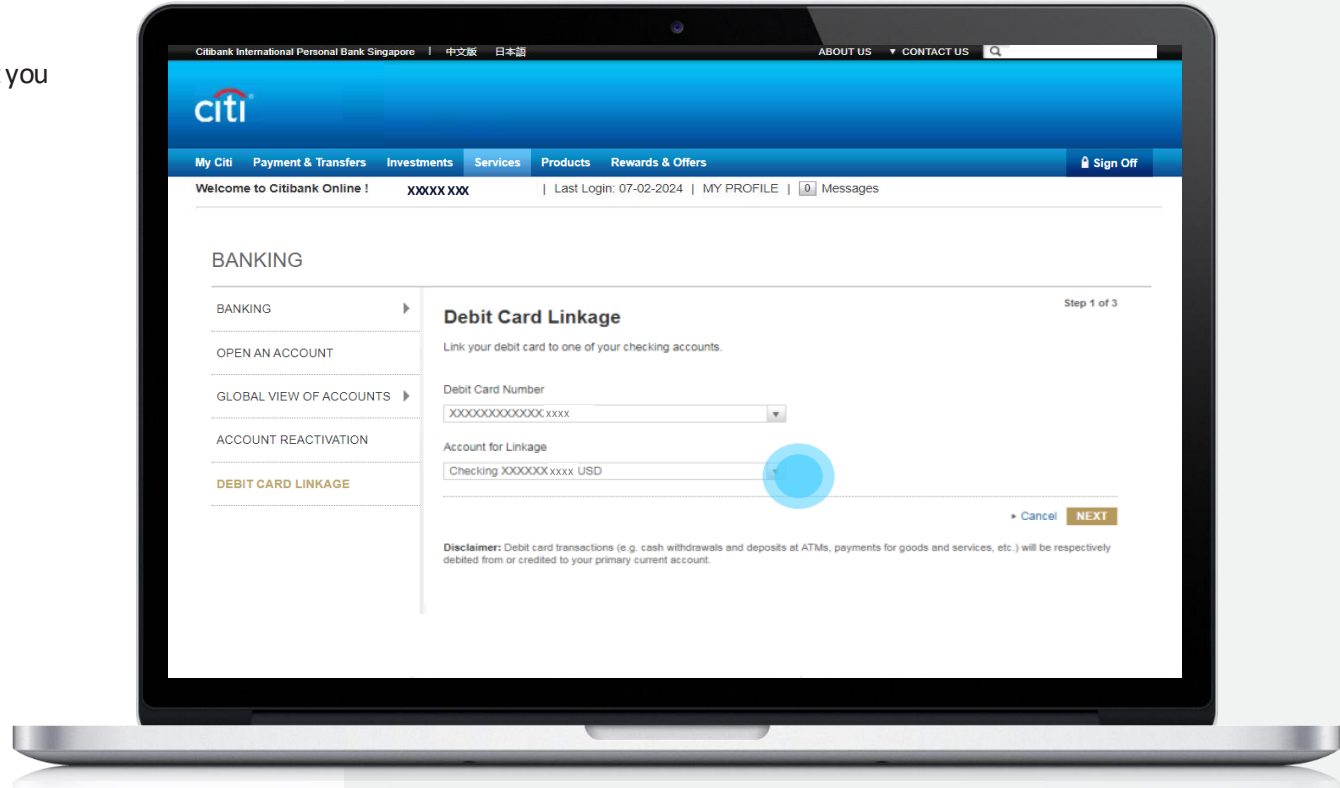 you
Citibank International Personal Bank Singapore | 中文版 日本語 ABOUT US ▼ CONTACT US
citi
My Citi Payment & Transfers Investments Services Products Rewards & Offers Sign Off
Welcome to Citibank Online ! XXXXX XXX | Last Login: 07-02-2024 | MY PROFILE | 0 Messages
BANKING
BANKING
OPEN AN ACCOUNT
GLOBAL VIEW OF ACCOUNTS
ACCOUNT REACTIVATION
DEBIT CARD LINKAGE
Step 1 of 3
Debit Card Linkage
Link your debit card to one of your checking accounts.
Debit Card Number
XXXXXXXXXXXX xxxx
Account for Linkage
Checking XXXXXX xxxx USD
Cancel NEXT
Disclaimer: Debit card transactions (e.g. cash withdrawals and deposits at ATMs, payments for goods and services, etc.) will be respectively
debited from or credited to your primary current account.